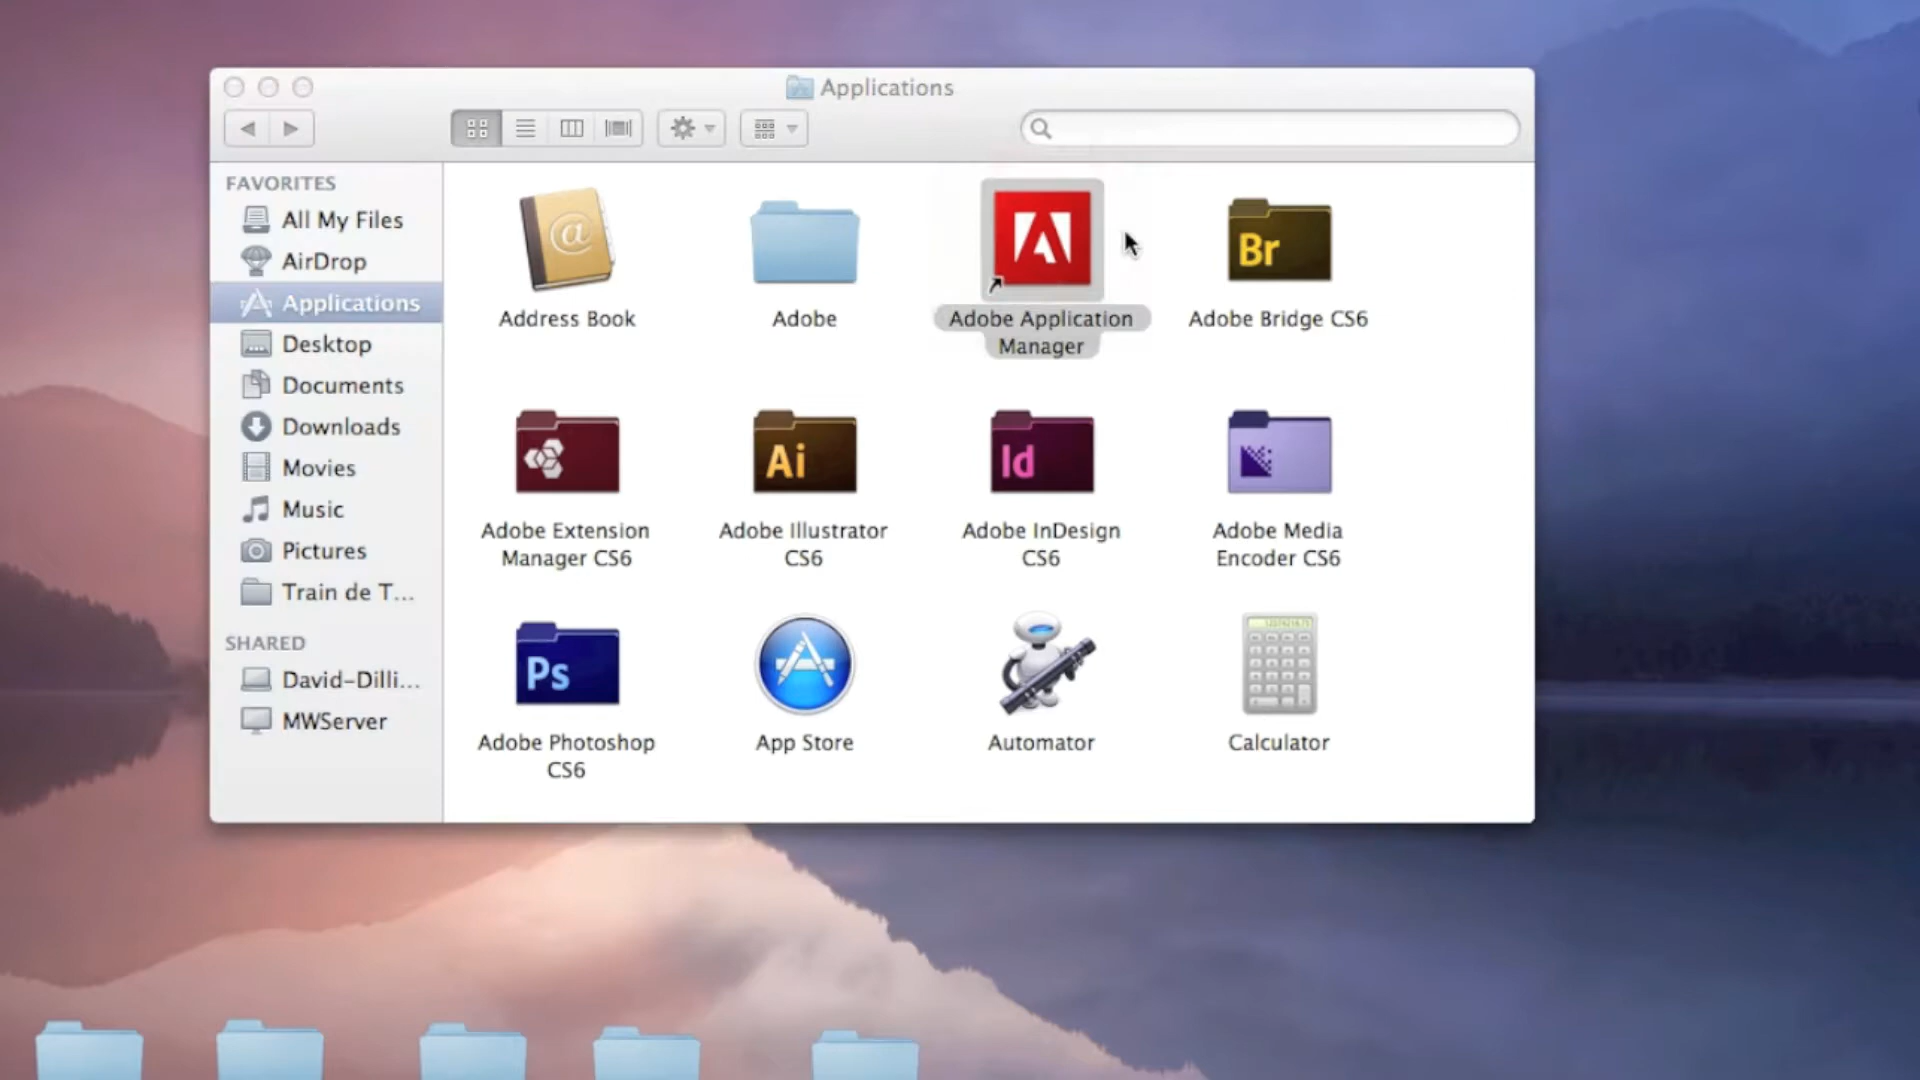 Applications
FAVORITES
All My Files
AirDrop
Applications
Desktop
Documents
Downloads
Movies
Music
Pictures
Train de T...
SHARED
David-Dilli...
MWServer
@
Address Book
Adobe
Adobe Application
Manager
Br
Adobe Bridge CS6
Adobe Extension
Manager CS6
Ai
Adobe Illustrator
CS6
Id
Adobe InDesign
CS6
Adobe Media
Encoder CS6
Ps
Adobe Photoshop
CS6
App Store
Automator
Calculator